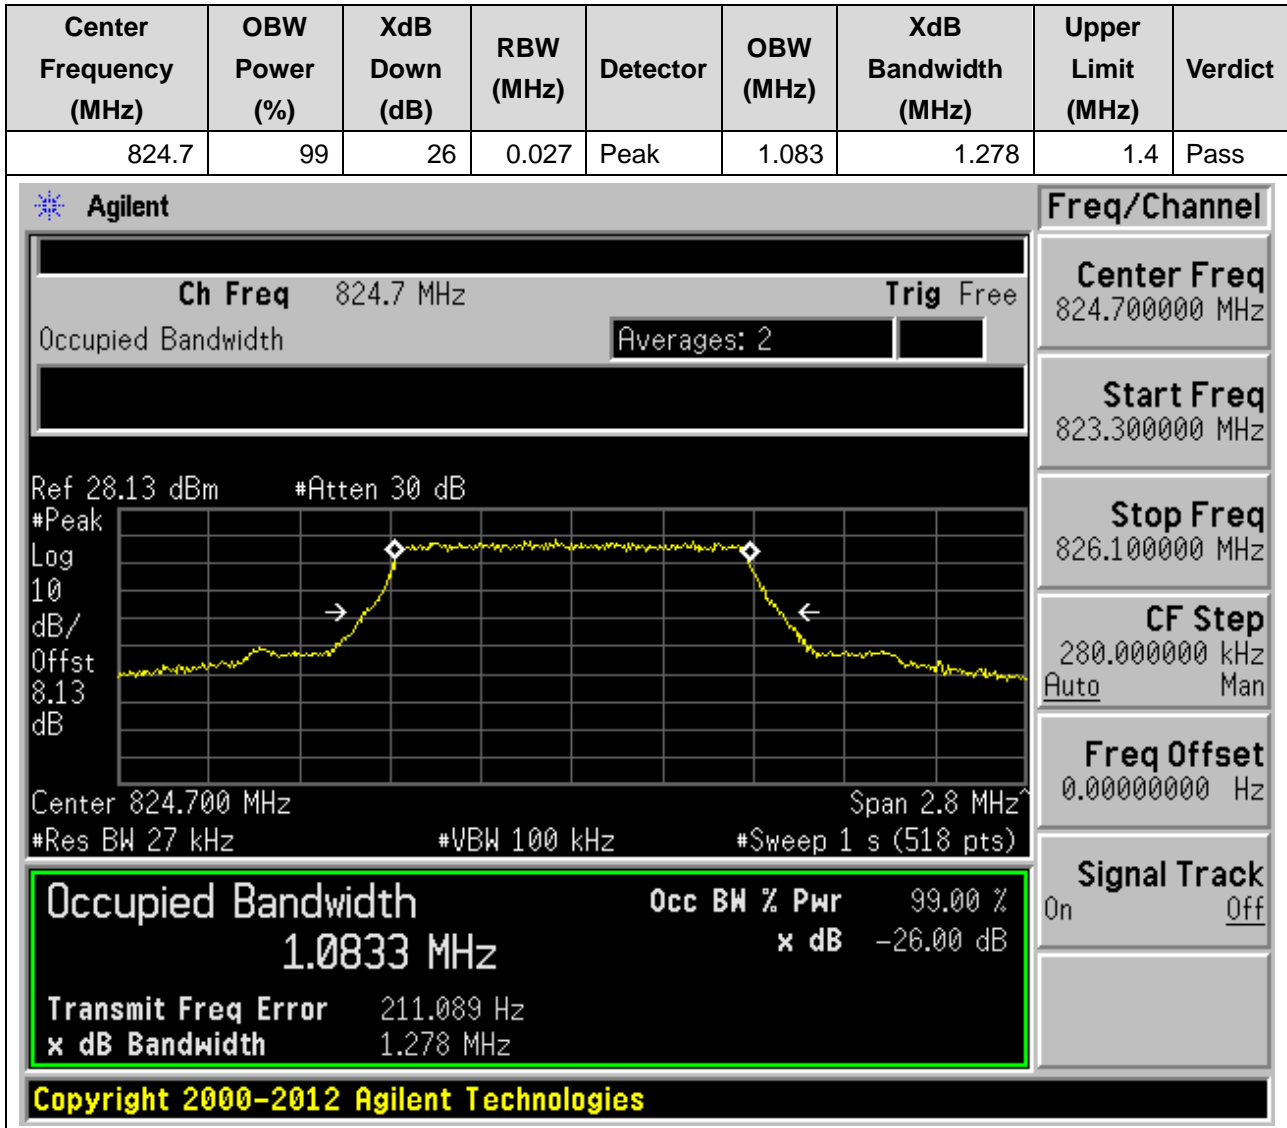 Center Frequency (MHz) OBW Power (%) XdB Down (dB) RBW (MHz) Detector OBW (MHz) XdB Bandwidth (MHz) Upper Limit (MHz) Verdict
824.7 99 26 0.027 Peak 1.083 1.278 1.4 Pass
Agilent
Ch Freq 824.7 MHz Trig Free
Occupied Bandwidth Averages: 2
Ref 28.13 dBm #Atten 30 dB
#Peak
Log
10
dB/
Offst
8.13
dB
Center 824.700 MHz Span 2.8 MHz^
#Res BW 27 kHz #VBW 100 kHz #Sweep 1 s (518 pts)
Occupied Bandwidth Occ BW % Pwr 99.00 %
1.0833 MHz x dB -26.00 dB
Transmit Freq Error 211.089 Hz
x dB Bandwidth 1.278 MHz
Copyright 2000-2012 Agilent Technologies
Freq/Channel
Center Freq
824.700000 MHz
Start Freq
823.300000 MHz
Stop Freq
826.100000 MHz
CF Step
280.000000 kHz
Auto Man
Freq Offset
0.00000000 Hz
Signal Track
On Off